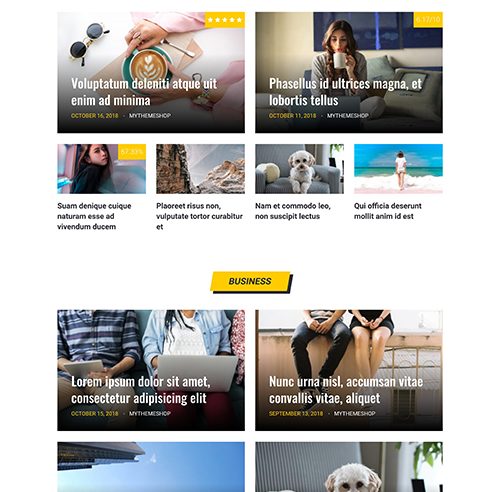 ★★★★★
6.17/10
Voluptatum deleniti atque uit
enim ad minima
OCTOBER 16, 2018 - MYTHEMESHOP
Phasellus id ultrices magna, et
lobortis tellus
OCTOBER 11, 2018 - MYTHEMESHOP
57.33%
Suam denique cuique
naturam esse ad
vivendum ducem
Plaoreet risus non,
vulputate tortor curabitur
et
Nam et commodo leo,
non suscipit lectus
Qui officia deserunt
mollit anim id est
BUSINESS
Lorem ipsum dolor sit amet,
consectetur adipisicing elit
OCTOBER 15, 2018 - MYTHEMESHOP
Nunc urna nisl, accumsan vitae
convallis vitae, aliquet
SEPTEMBER 13, 2018 - MYTHEMESHOP